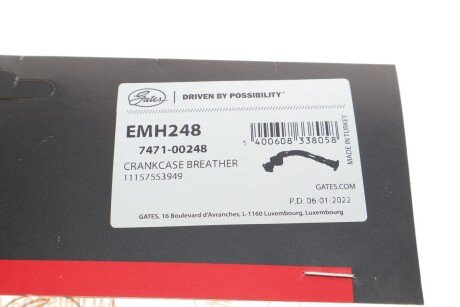 Gates DRIVEN BY POSSIBILITY™
EMH248
7471-00248
CRANKCASE BREATHER
11157553949
5 400608 338058
MADE IN TURKEY
GATES.COM
P.D. 06-01-2022
GATES, 16 Boulevard d'Avranches, L-1160 Luxembourg, Luxembourg